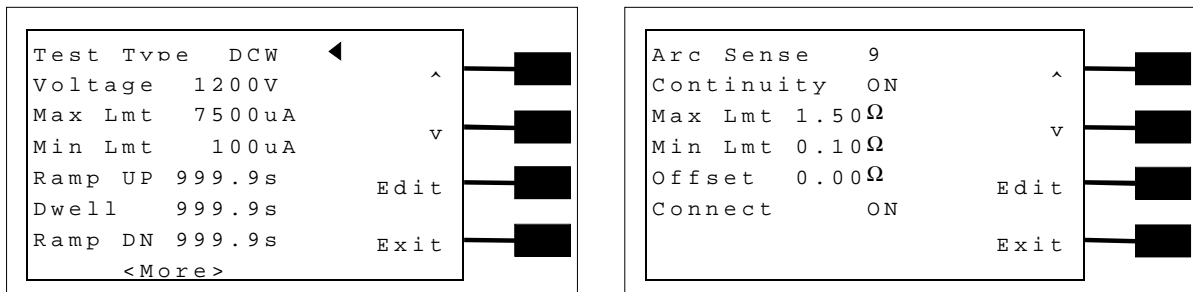 Test Type DCW ◀
Voltage 1200V
^
Max Lmt 7500uA
v
Min Lmt 100uA
Ramp UP 999.9s
Edit
Dwell 999.9s
Ramp DN 999.9s
Exit
<More>
Arc Sense 9
^
Continuity ON
Max Lmt 1.50Ω
v
Min Lmt 0.10Ω
Offset 0.00Ω
Edit
Connect ON
Exit